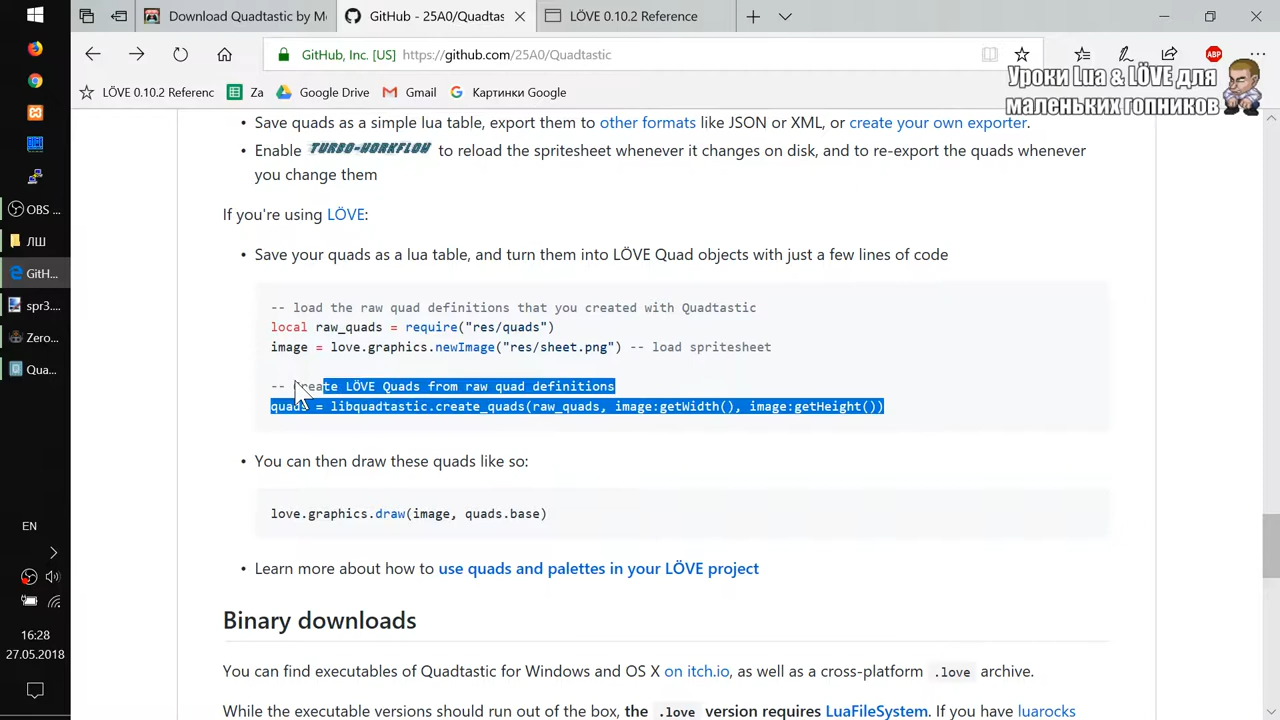 Download Quadtastic by M
GitHub - 25A0/Quadtas
LÖVE 0.10.2 Reference
GitHub, Inc. [US] https://github.com/25A0/Quadtastic
ABP
LÖVE 0.10.2 Referenc
Za
Google Drive
Gmail
Картинки Google
Уроки Lua & LÖVE для
маленьких гопников
Save quads as a simple lua table, export them to other formats like JSON or XML, or create your own exporter.
Enable TURBO-WORKFLOW to reload the spritesheet whenever it changes on disk, and to re-export the quads whenever
you change them
If you're using LÖVE:
Save your quads as a lua table, and turn them into LÖVE Quad objects with just a few lines of code
-- load the raw quad definitions that you created with Quadtastic
local raw_quads = require("res/quads")
image = love.graphics.newImage("res/sheet.png") -- load spritesheet
-- Create LÖVE Quads from raw quad definitions
quads = libquadtastic.create_quads(raw_quads, image:getWidth(), image:getHeight())
You can then draw these quads like so:
love.graphics.draw(image, quads.base)
Learn more about how to use quads and palettes in your LÖVE project
Binary downloads
You can find executables of Quadtastic for Windows and OS X on itch.io, as well as a cross-platform .love archive.
While the executable versions should run out of the box, the .love version requires LuaFileSystem. If you have luarocks
OBS ...
ЛШ
GitH...
spr3....
Zero...
Qua...
EN
16:28
27.05.2018